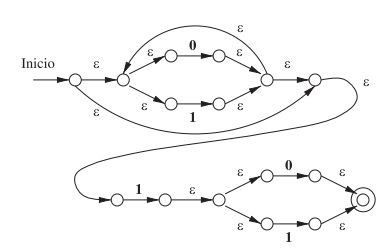 ε
ε 0 ε
Inicio ε ε
ε 1 ε ε
ε
ε 0 ε
1 ε
ε 1 ε